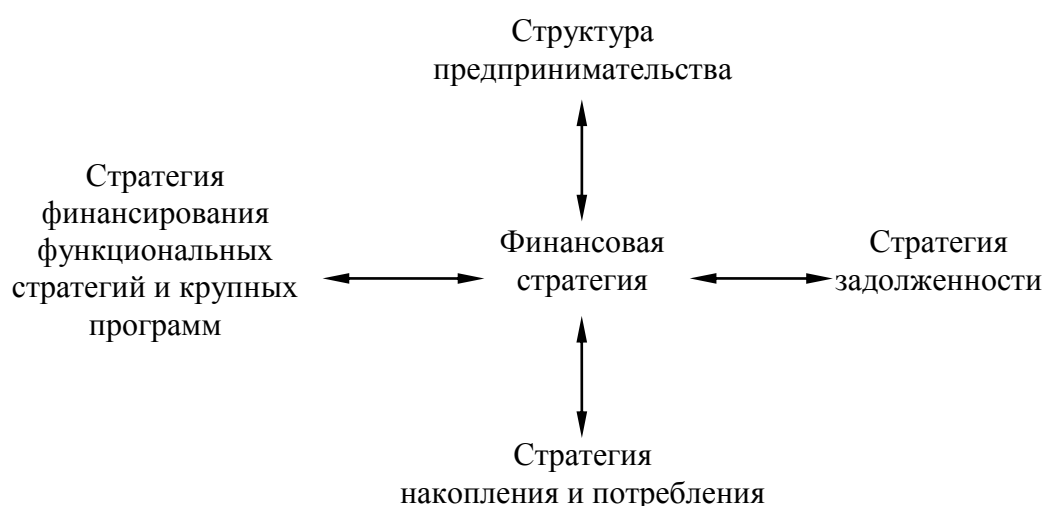 Структура
предпринимательства
Стратегия
финансирования
функциональных
стратегий и крупных
программ
Финансовая
стратегия
Стратегия
задолженности
Стратегия
накопления и потребления